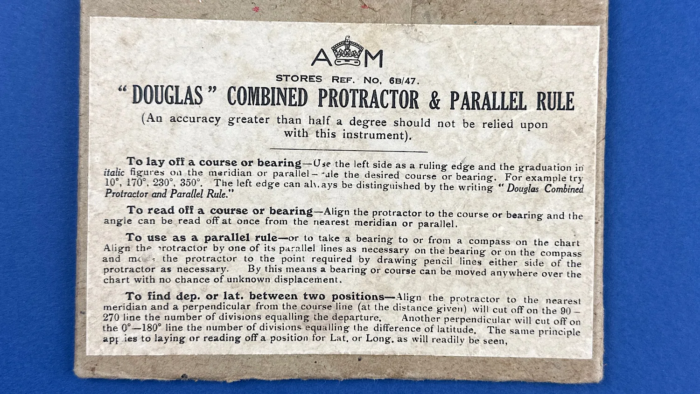 A M
STORES REF. NO. 6B/47.
"DOUGLAS" COMBINED PROTRACTOR & PARALLEL RULE
(An accuracy greater than half a degree should not be relied upon
with this instrument).
To lay off a course or bearing—Use the left side as a ruling edge and the graduation in
italic figures on the meridian or parallel – the desired course or bearing. For example try
10°, 170°, 230°, 350°. The left edge can always be distinguished by the writing "Douglas Combined
Protractor and Parallel Rule."
To read off a course or bearing—Align the protractor to the course or bearing and the
angle can be read off at once from the nearest meridian or parallel.
To use as a parallel rule—or to take a bearing to or from a compass on the chart
Align the protractor by one of its parallel lines as necessary on the bearing or on the compass
and the protractor to the point required by drawing pencil lines either side of the
protractor as necessary. By this means a bearing or course can be moved anywhere over the
chart with no chance of unknown displacement.
To find dep. or lat. between two positions—Align the protractor to the nearest
meridian and a perpendicular from the course line (at the distance given) will cut off on the 90–
270 line the number of divisions equalling the departure. Another perpendicular will cut off on
the 0°—180° line the number of divisions equalling the difference of latitude. The same principle
applies to laying or reading off a position for Lat. or Long. as will readily be seen.